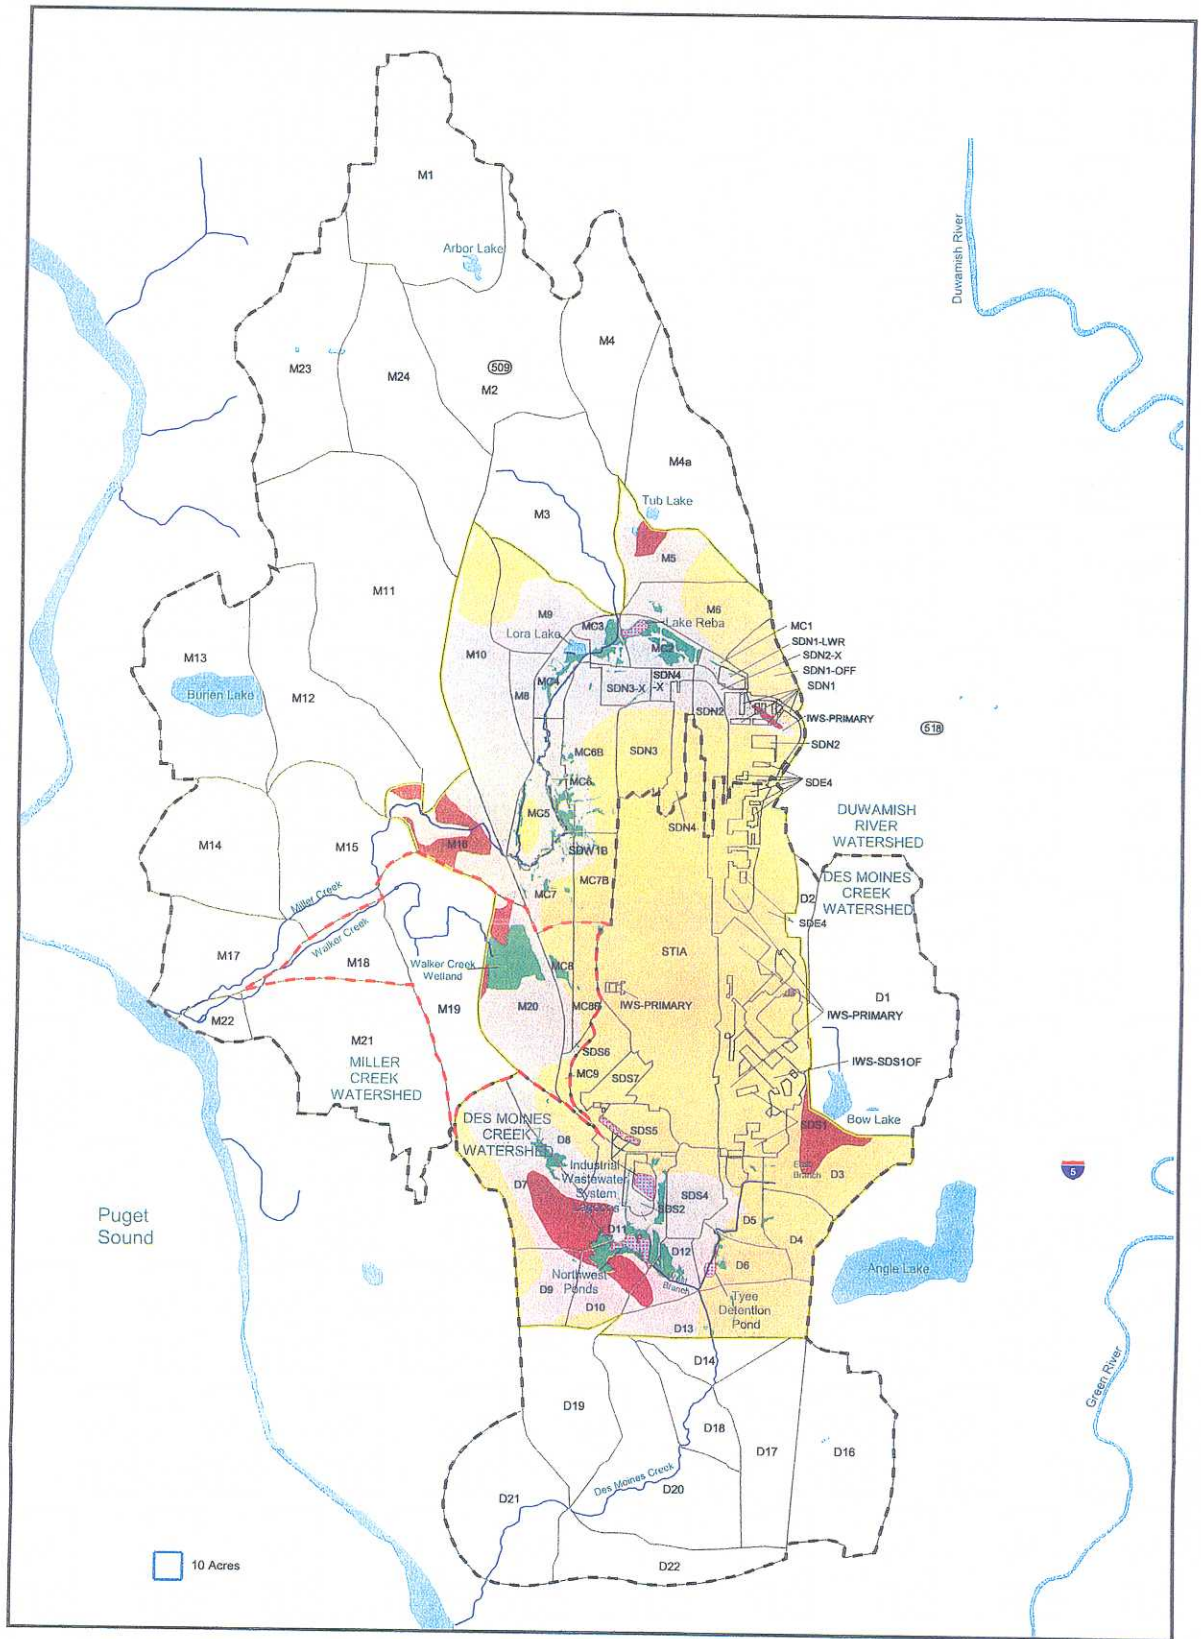 M1
Arbor Lake
Duwamish River
M4
M23
M24
509
M2
M4a
Tub Lake
M3
M5
M11
M9
M6
MC3
Lake Reba
MC1
Lora Lake
SDN1-LWR
MC2
SDN2-X
M13
M10
SDN1-OFF
MC4
SDN4
-X
SDN3-X
SDN1
Burien Lake
M12
M8
SDN2
IWS-PRIMARY
518
MC6B
SDN3
SDN2
MC6
SDE4
MC5
SDN4
DUWAMISH
RIVER
WATERSHED
M14
M15
M16
SDW1B
MC7B
DES MOINES
CREEK
WATERSHED
Miller Creek
MC7
D2
SDE4
Walker Creek
M17
M18
STIA
Walker Creek
Wetland
MC8
D1
M22
M19
M20
MC8B
IWS-PRIMARY
IWS-PRIMARY
M21
MILLER
CREEK
WATERSHED
SDS6
IWS-SDS1OF
MC9
SDS7
Bow Lake
DES MOINES
CREEK
WATERSHED
SDS5
SDS1
D8
Industrial
Wastewater
System
Lagoons
East
Branch
D3
5
D7
SDS4
SDS2
Puget
Sound
D11
D5
D4
D12
D6
Angle Lake
Northwest
Ponds
D9
Branch
Tyee
Detention
Pond
D10
D13
D14
Green River
D19
D18
D17
D16
Des Moines Creek
D20
D21
10 Acres
D22